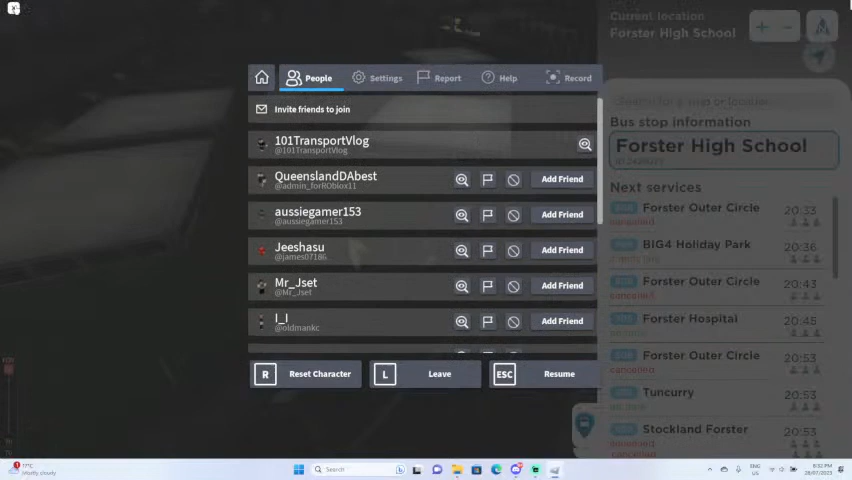 Current location
Forster High School
People
Settings
Report
Help
Record
Invite friends to join
101TransportVlog
@101TransportVlog
QueenslandDAbest
@admin_forROblox11
Add Friend
aussiegamer153
@aussiegamer153
Add Friend
Jeeshasu
@james07186
Add Friend
Mr_Jset
@Mr_Jset
Add Friend
I_I
@oldmankc
Add Friend
R
Reset Character
L
Leave
ESC
Resume
Bus stop information
Forster High School
Next services
Forster Outer Circle
20:33
cancelled
BIG4 Holiday Park
20:36
Forster Outer Circle
20:43
cancelled
Forster Hospital
20:45
Forster Outer Circle
20:53
cancelled
Tuncurry
20:53
Stockland Forster
20:53
Search
ENG
US